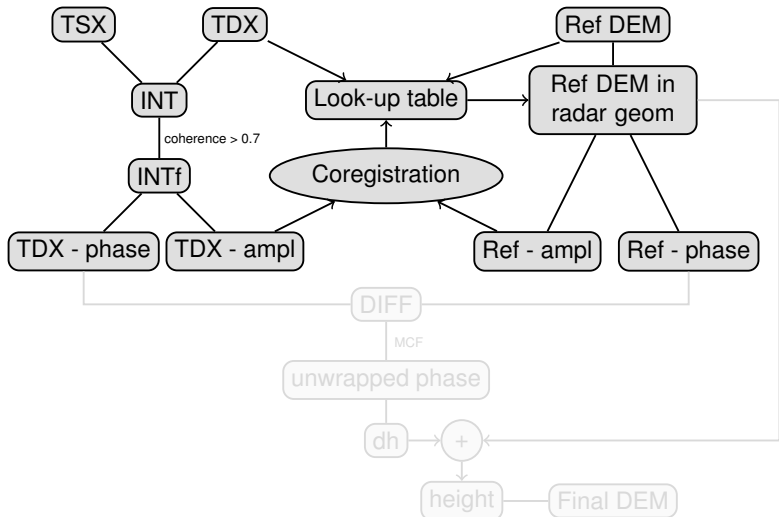 TSX
TDX
Ref DEM
INT
Look-up table
Ref DEM in
radar geom
coherence > 0.7
INTf
Coregistration
TDX - phase
TDX - ampl
Ref - ampl
Ref - phase
DIFF
MCF
unwrapped phase
dh
+
height
Final DEM